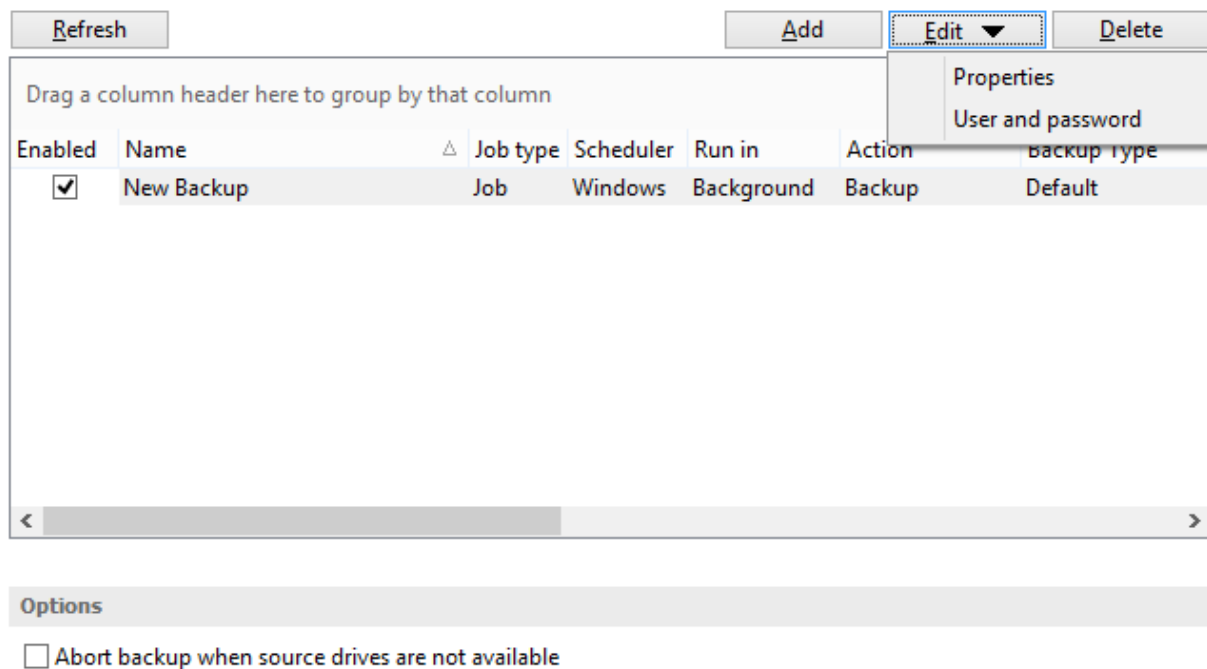 Refresh Add Edit Delete
Properties
Drag a column header here to group by that column
User and password
Enabled Name Job type Scheduler Run in Action Backup Type
New Backup Job Windows Background Backup Default
Options
Abort backup when source drives are not available